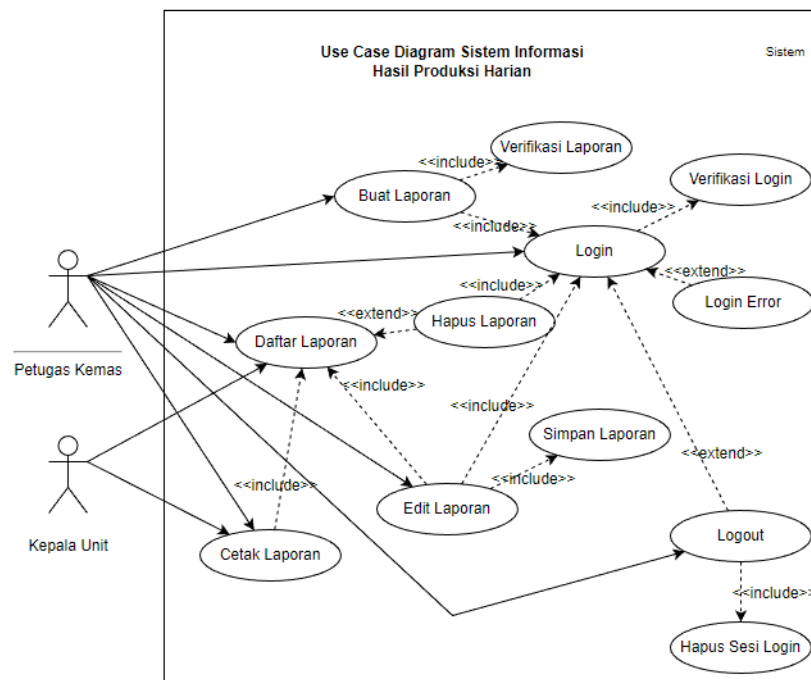 Use Case Diagram Sistem Informasi
Hasil Produksi Harian
Sistem
Verifikasi Laporan
<<include>>
Verifikasi Login
Buat Laporan
<<include>>
<<include>>
Login
<<extend>>
<<include>>
Login Error
<<extend>>
Hapus Laporan
Daftar Laporan
Petugas Kemas
<<include>>
<<include>>
Simpan Laporan
<<extend>>
<<include>>
<<include>>
Edit Laporan
Logout
Kepala Unit
Cetak Laporan
<<include>>
Hapus Sesi Login